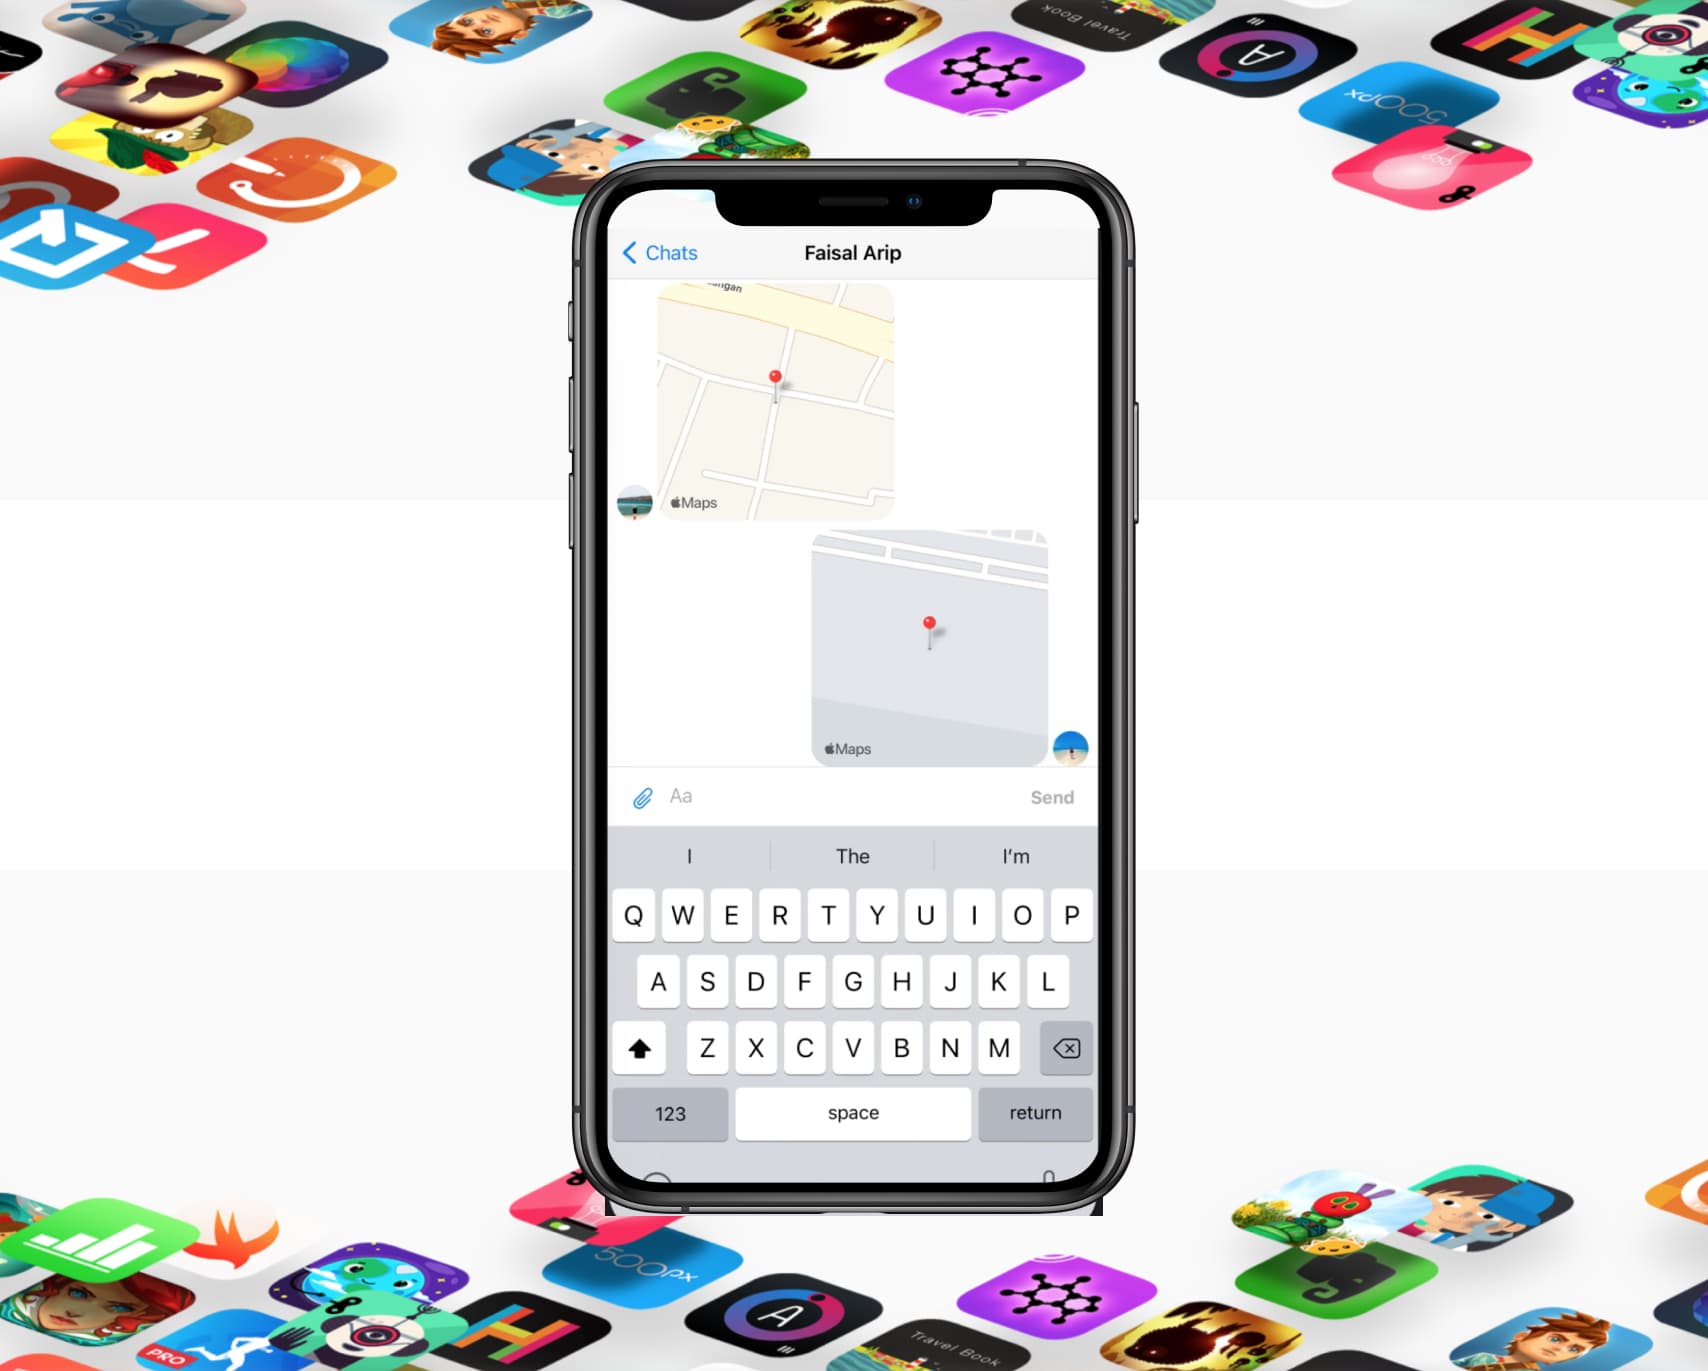 Travel Book
500px
Chats
Faisal Arip
Maps
Maps
Aa
Send
I
The
I'm
Q W E R T Y U I O P
A S D F G H J K L
Z X C V B N M
123
space
return
500px
A
H
Travel Book
PRO